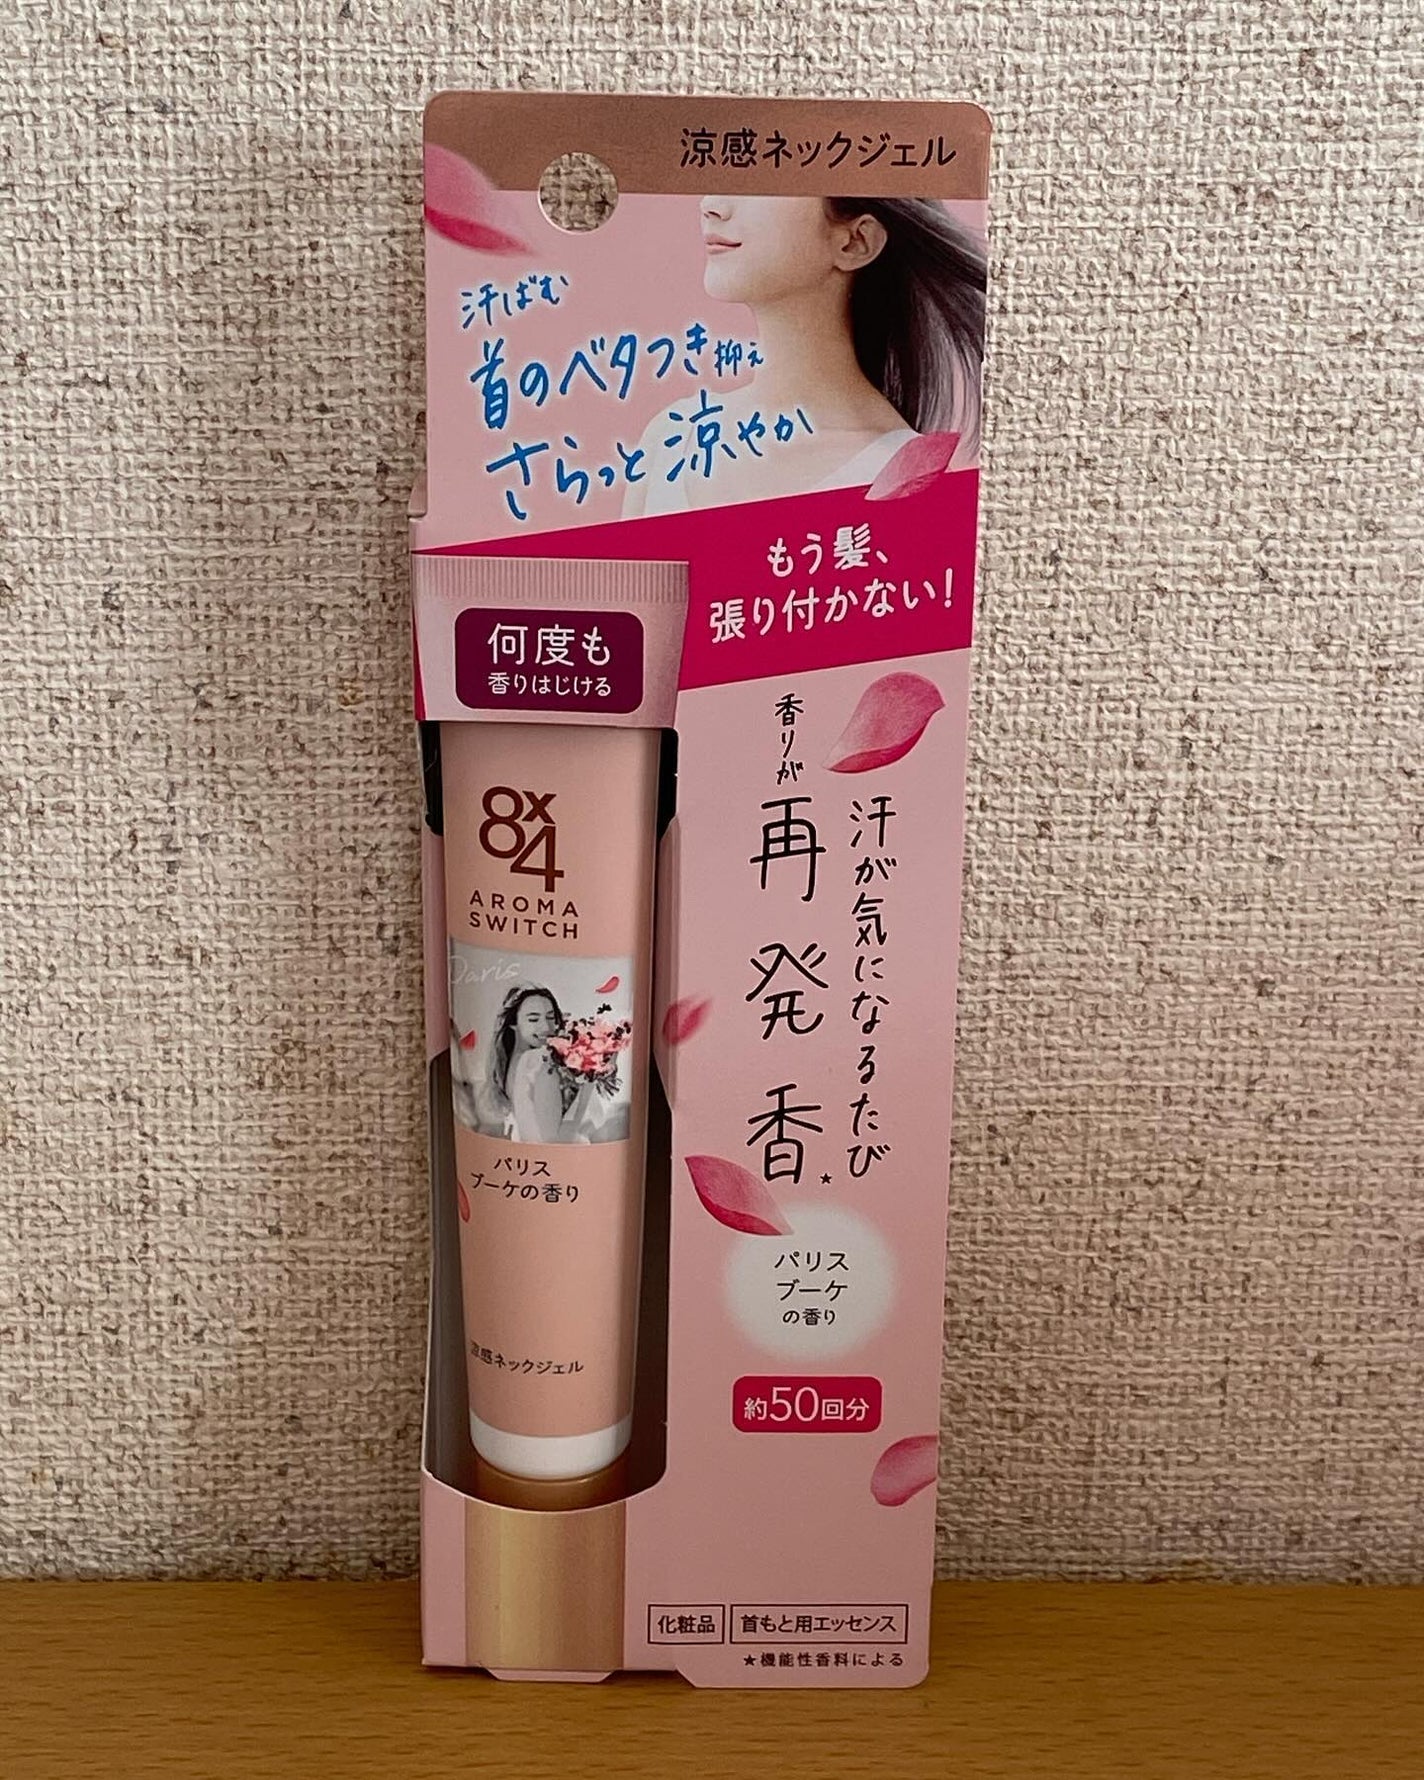 涼感ネックジェル
汗ばむ
首のベタつき抑え
さらっと涼やか
もう髪、
張り付かない!
何度も
香りはじける
汗が気になるたび
香りが再発香★
8x4
AROMA
SWITCH
Paris
パリス
ブーケの香り
涼感ネックジェル
パリス
ブーケ
の香り
約50回分
化粧品 首もと用エッセンス
★機能性香料による